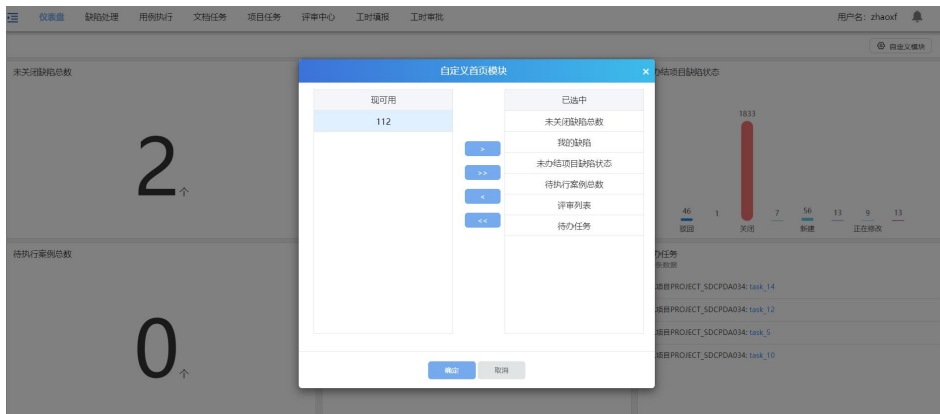 仪表盘 缺陷处理 用例执行 文档任务 项目任务 评审中心 工时填报 工时审批 用户名：zhaoxf
自定义模块
未关闭缺陷总数
2个
自定义首页模块 ×
现可用
112
>
>>
<
<<
已选中
未关闭缺陷总数
我的缺陷
未办结项目缺陷状态
待执行案例总数
评审列表
待办任务
确定 取消
办结项目缺陷状态
1833
46 1 7 56 13 9 13
驳回 关闭 新建 正在修改
待执行案例总数
0个
办任务
条数据
项目PROJECT_SDCPDA034: task_14
项目PROJECT_SDCPDA034: task_12
项目PROJECT_SDCPDA034: task_5
项目PROJECT_SDCPDA034: task_10